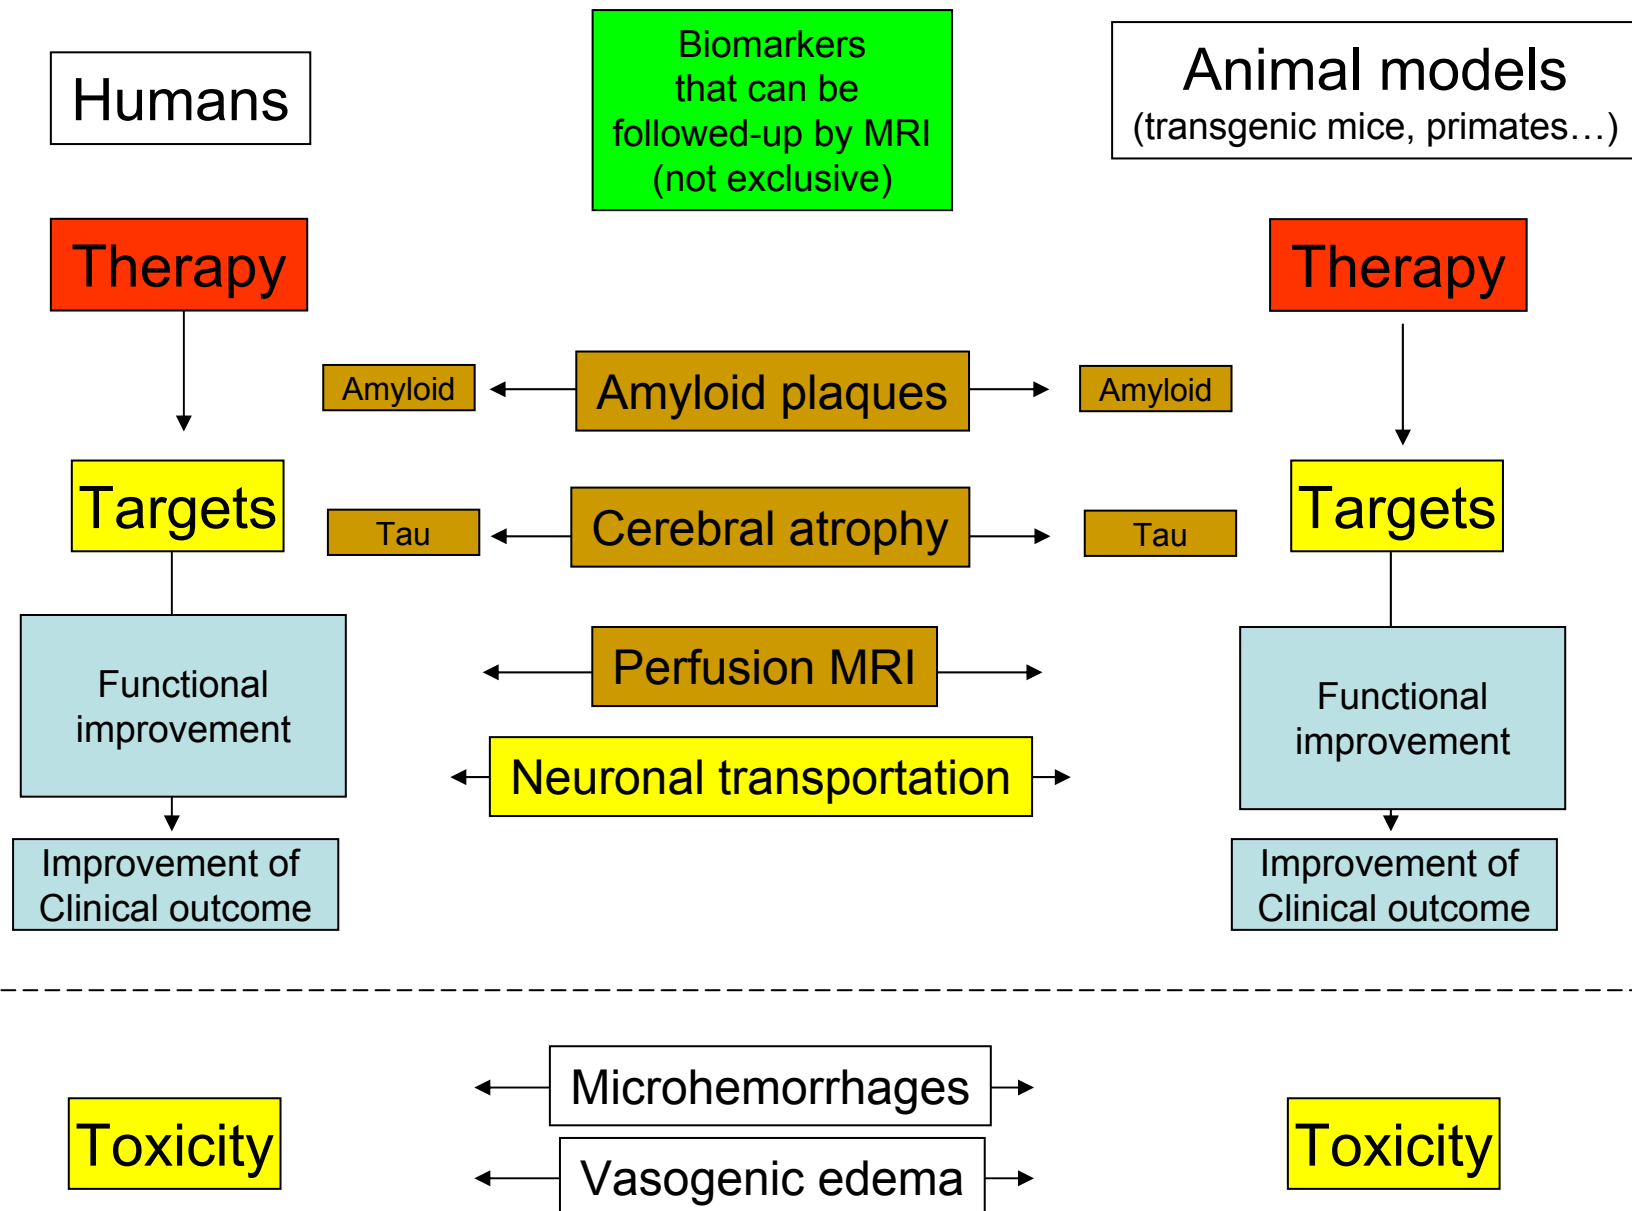 Humans
Biomarkers
that can be
followed-up by MRI
(not exclusive)
Animal models
(transgenic mice, primates…)
Therapy
Therapy
Amyloid
Amyloid plaques
Amyloid
Targets
Targets
Tau
Cerebral atrophy
Tau
Functional
improvement
Perfusion MRI
Functional
improvement
Neuronal transportation
Improvement of
Clinical outcome
Improvement of
Clinical outcome
Microhemorrhages
Toxicity
Toxicity
Vasogenic edema